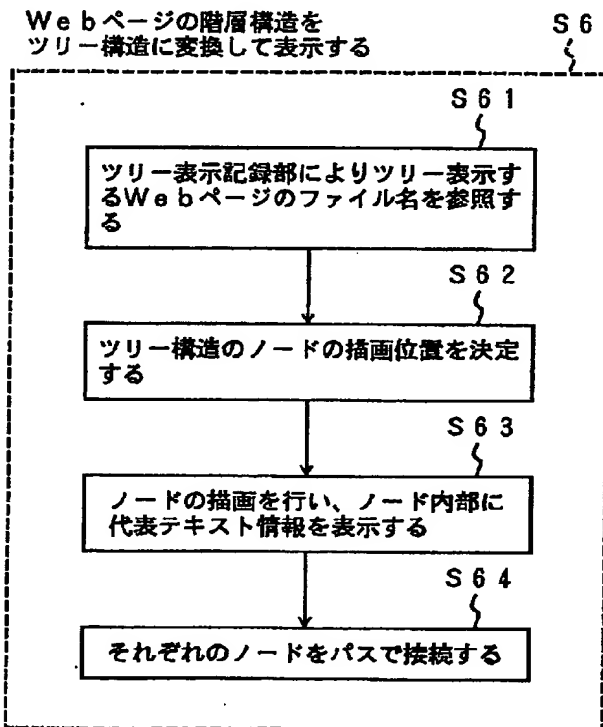 Ｗｅｂページの階層構造を
ツリー構造に変換して表示する
Ｓ６
Ｓ６１
ツリー表示記録部によりツリー表示す
るＷｅｂページのファイル名を参照す
る
Ｓ６２
ツリー構造のノードの描画位置を決定
する
Ｓ６３
ノードの描画を行い、ノード内部に
代表テキスト情報を表示する
Ｓ６４
それぞれのノードをパスで接続する